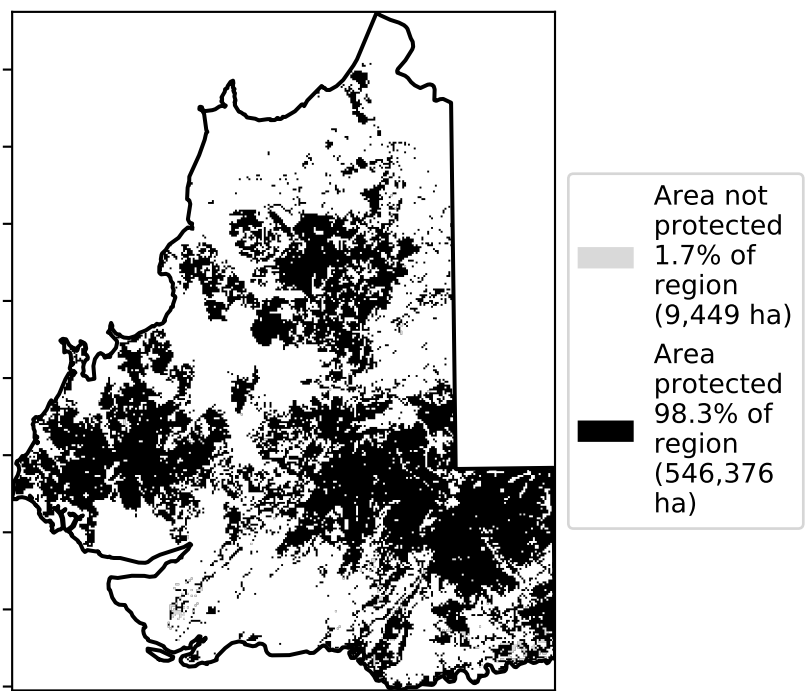 Area not
protected
1.7% of
region
(9,449 ha)
Area
protected
98.3% of
region
(546,376
ha)